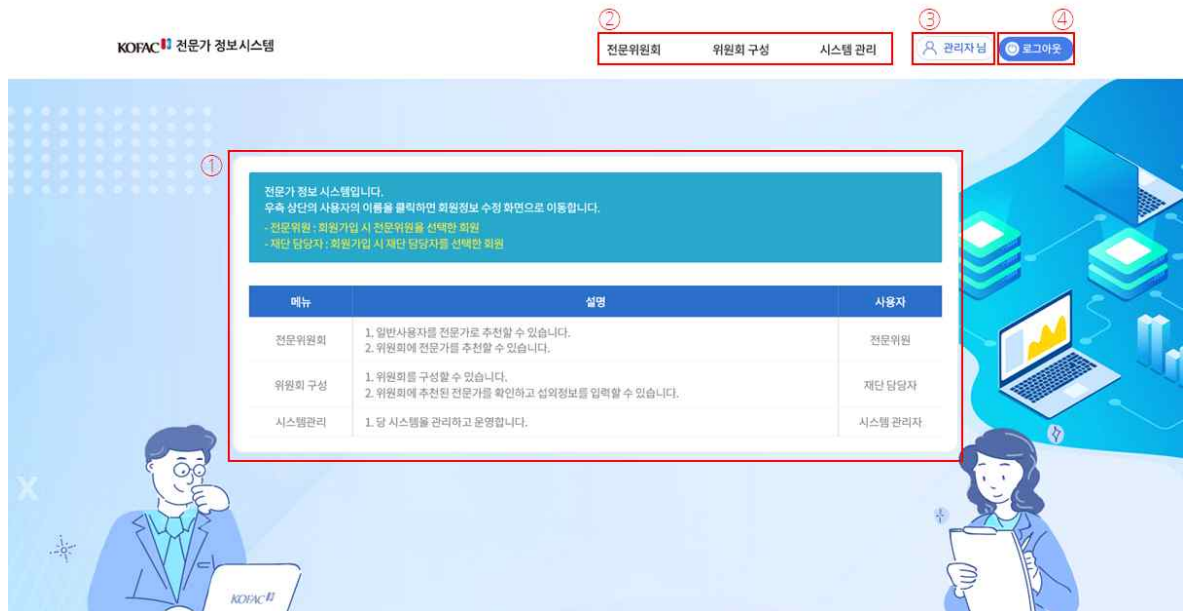 ② ③ ④
KOFAC 전문가 정보시스템 전문위원회 위원회 구성 시스템 관리 관리자 님 로그아웃
①
전문가 정보 시스템입니다.
우측 상단의 사용자의 이름을 클릭하면 회원정보 수정 화면으로 이동합니다.
- 전문위원 : 회원가입 시 전문위원을 선택한 회원
- 재단 담당자 : 회원가입 시 재단 담당자를 선택한 회원
메뉴 설명 사용자
전문위원회 1. 일반사용자를 전문가로 추천할 수 있습니다. 전문위원
2. 위원회에 전문가를 추천할 수 있습니다.
위원회 구성 1. 위원회를 구성할 수 있습니다. 재단 담당자
2. 위원회에 추천된 전문가를 확인하고 섭외정보를 입력할 수 있습니다.
시스템관리 1. 당 시스템을 관리하고 운영합니다. 시스템 관리자
KOFAC